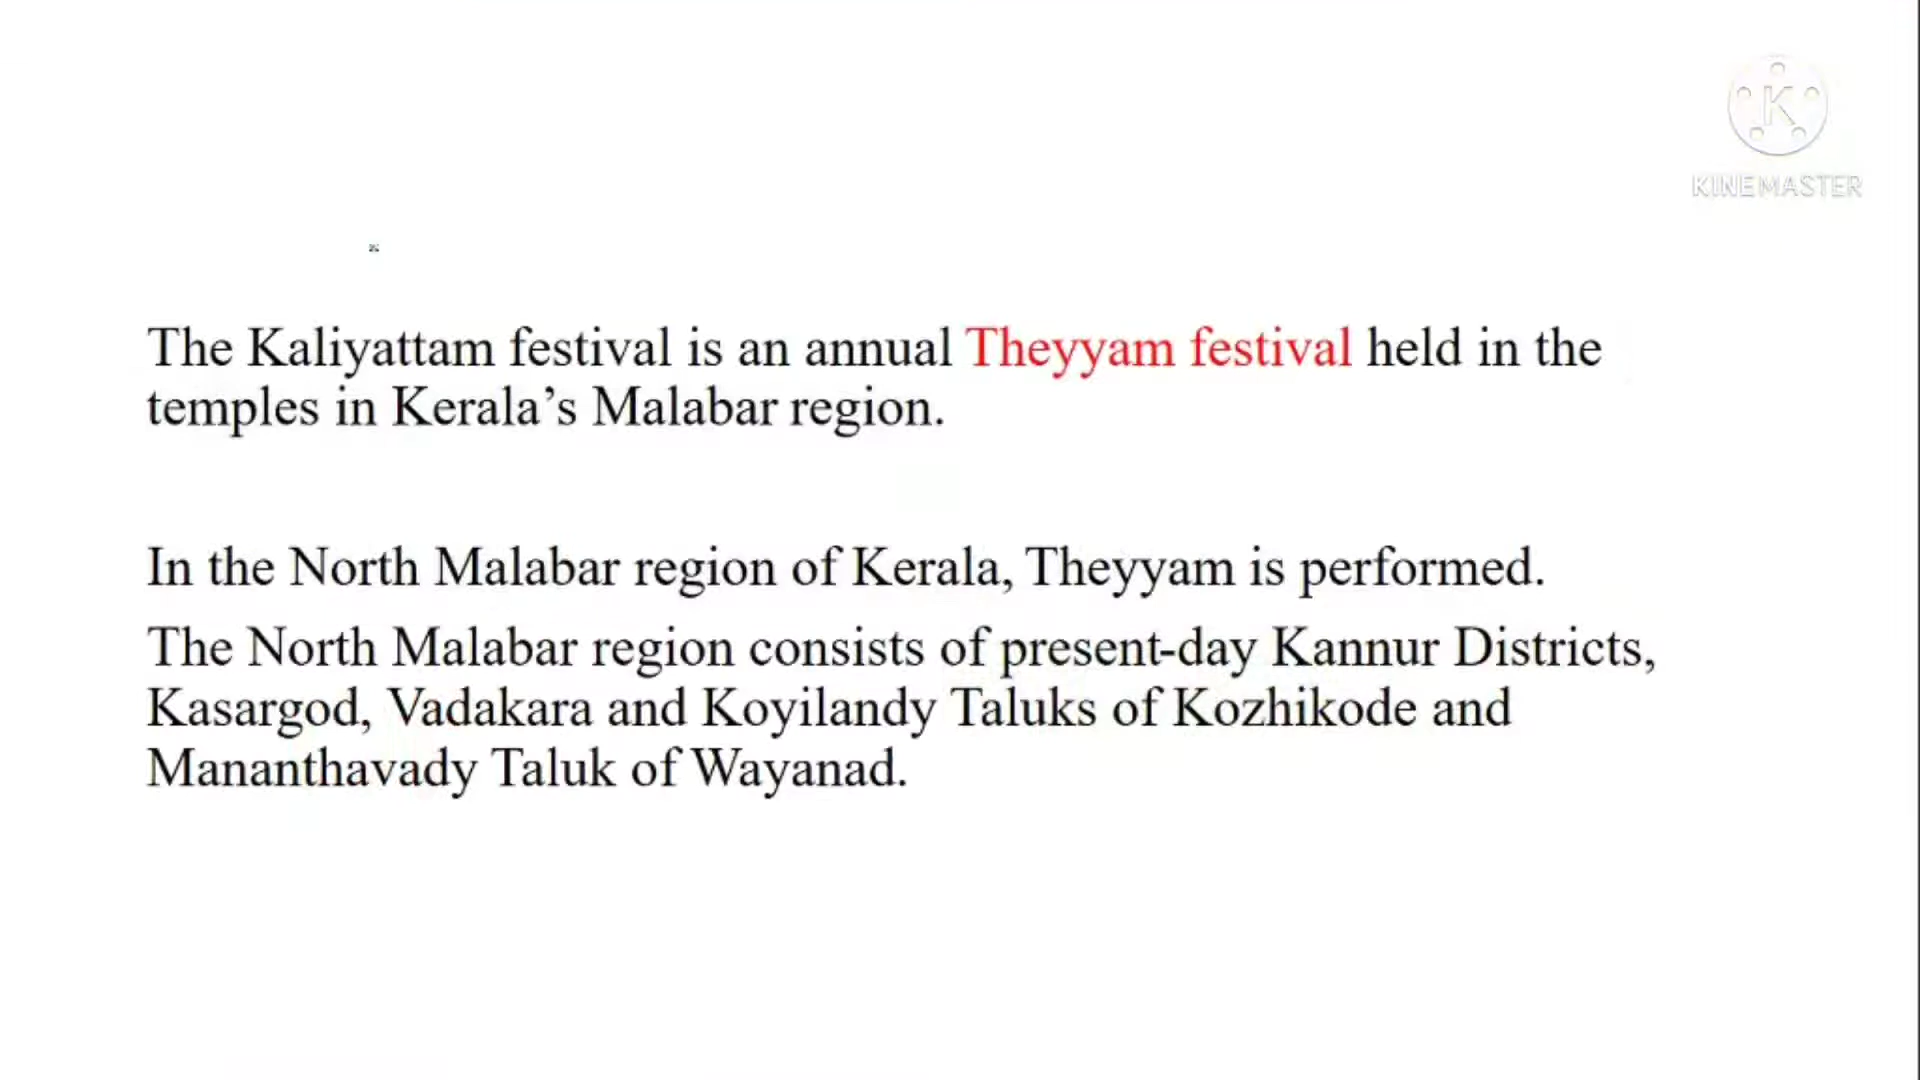 KINEMASTER
The Kaliyattam festival is an annual Theyyam festival held in the
temples in Kerala’s Malabar region.
In the North Malabar region of Kerala, Theyyam is performed.
The North Malabar region consists of present-day Kannur Districts,
Kasargod, Vadakara and Koyilandy Taluks of Kozhikode and
Mananthavady Taluk of Wayanad.